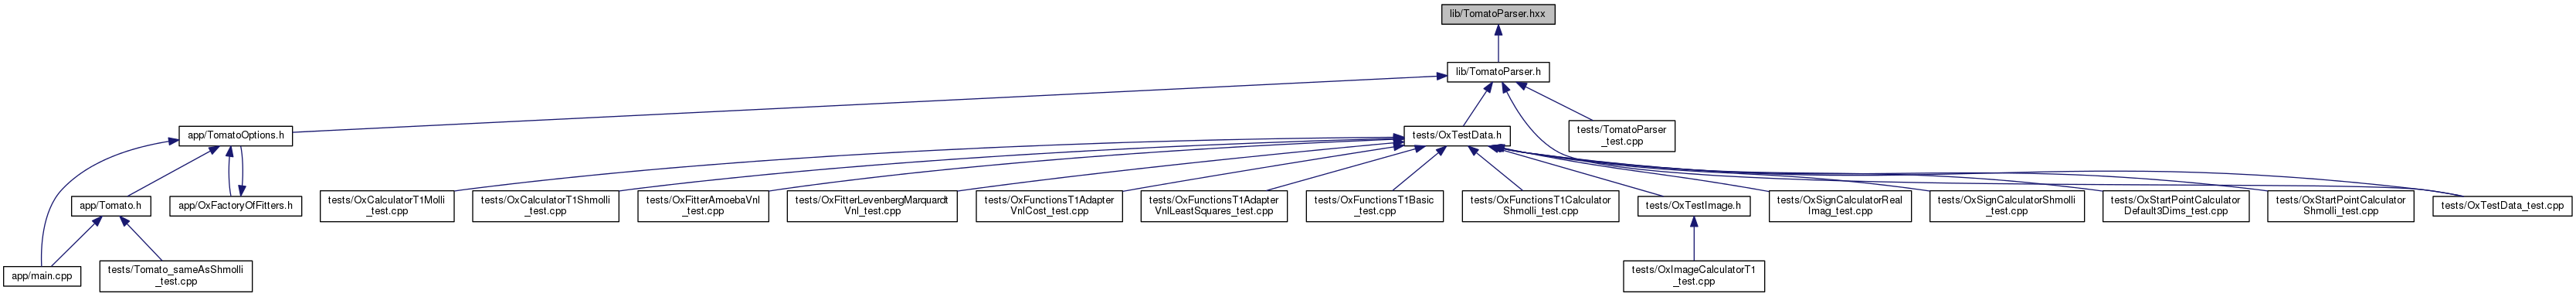 lib/TomatoParser.hxx
lib/TomatoParser.h
app/TomatoOptions.h
tests/OxTestData.h
tests/TomatoParser
_test.cpp
app/Tomato.h
app/OxFactoryOfFitters.h
tests/OxCalculatorT1Molli
_test.cpp
tests/OxCalculatorT1Shmolli
_test.cpp
tests/OxFitterAmoebaVnl
_test.cpp
tests/OxFitterLevenbergMarquardt
Vnl_test.cpp
tests/OxFunctionsT1Adapter
VnlCost_test.cpp
tests/OxFunctionsT1Adapter
VnlLeastSquares_test.cpp
tests/OxFunctionsT1Basic
_test.cpp
tests/OxFunctionsT1Calculator
Shmolli_test.cpp
tests/OxTestImage.h
tests/OxSignCalculatorReal
Imag_test.cpp
tests/OxSignCalculatorShmolli
_test.cpp
tests/OxStartPointCalculator
Default3Dims_test.cpp
tests/OxStartPointCalculator
Shmolli_test.cpp
tests/OxTestData_test.cpp
app/main.cpp
tests/Tomato_sameAsShmolli
_test.cpp
tests/OxImageCalculatorT1
_test.cpp